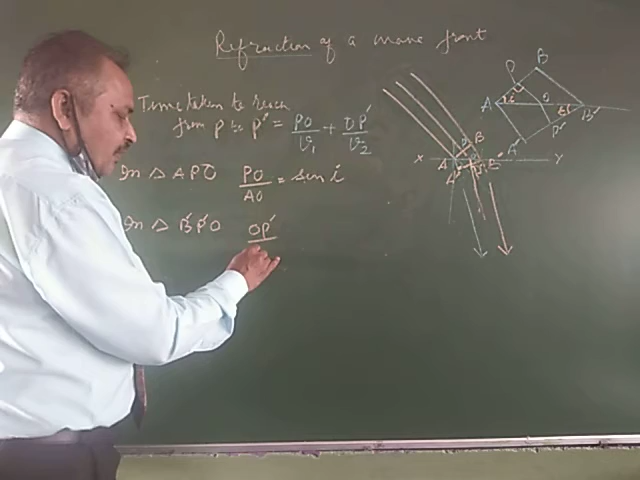 Refraction of a wave front
Time taken to reach
from P to P' = PO/v₁ + OP'/v₂
In △ APO PO/AO = sin i
In △ B'P'O OP'
P B
A O B'
P'
A'
X A B Y